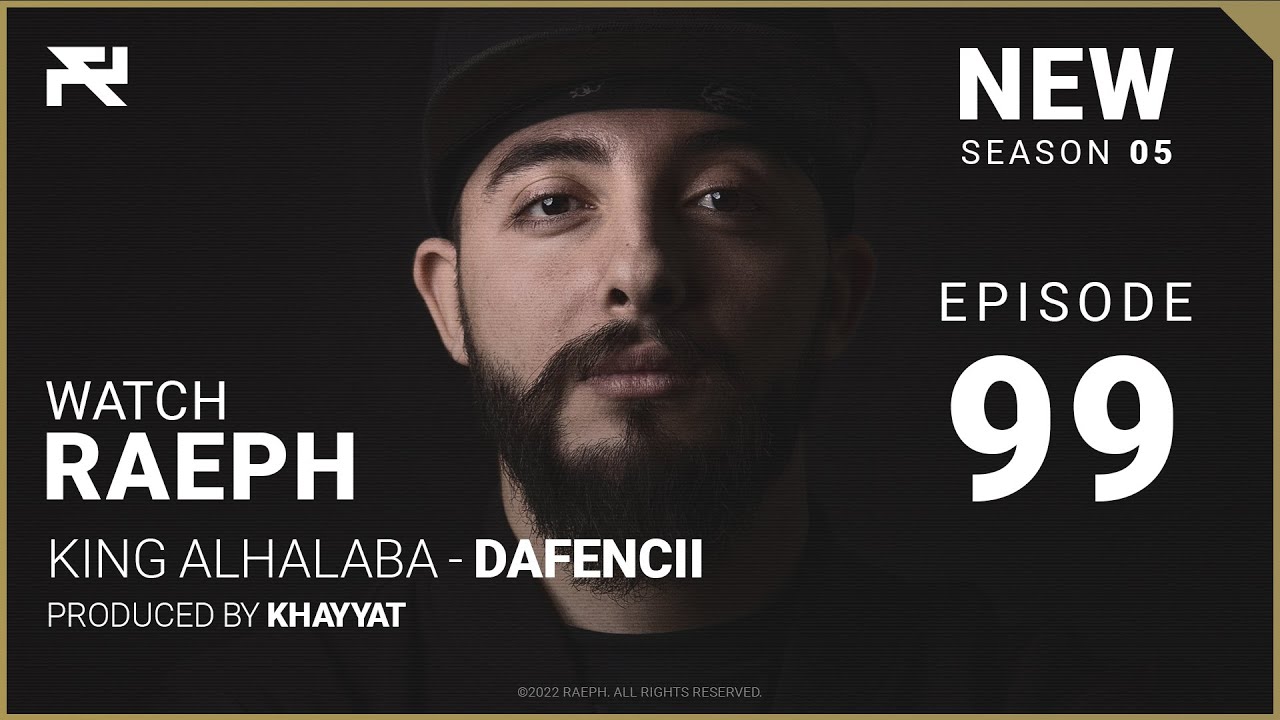 NEW
SEASON 05
EPISODE
99
WATCH
RAEPH
KING ALHALABA - DAFENCII
PRODUCED BY KHAYYAT
©2022 RAEPH. ALL RIGHTS RESERVED.